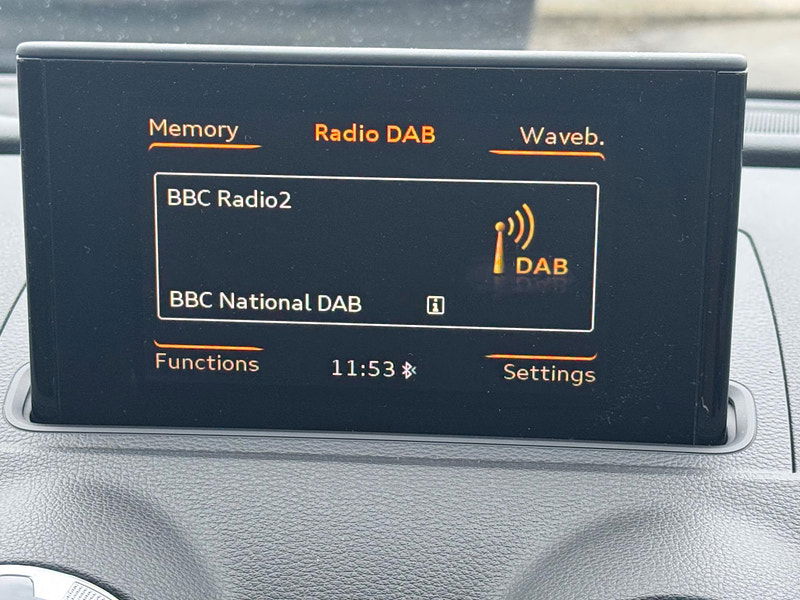 Memory
Radio DAB
Waveb.
BBC Radio2
DAB
BBC National DAB
i
Functions
11:53
Settings